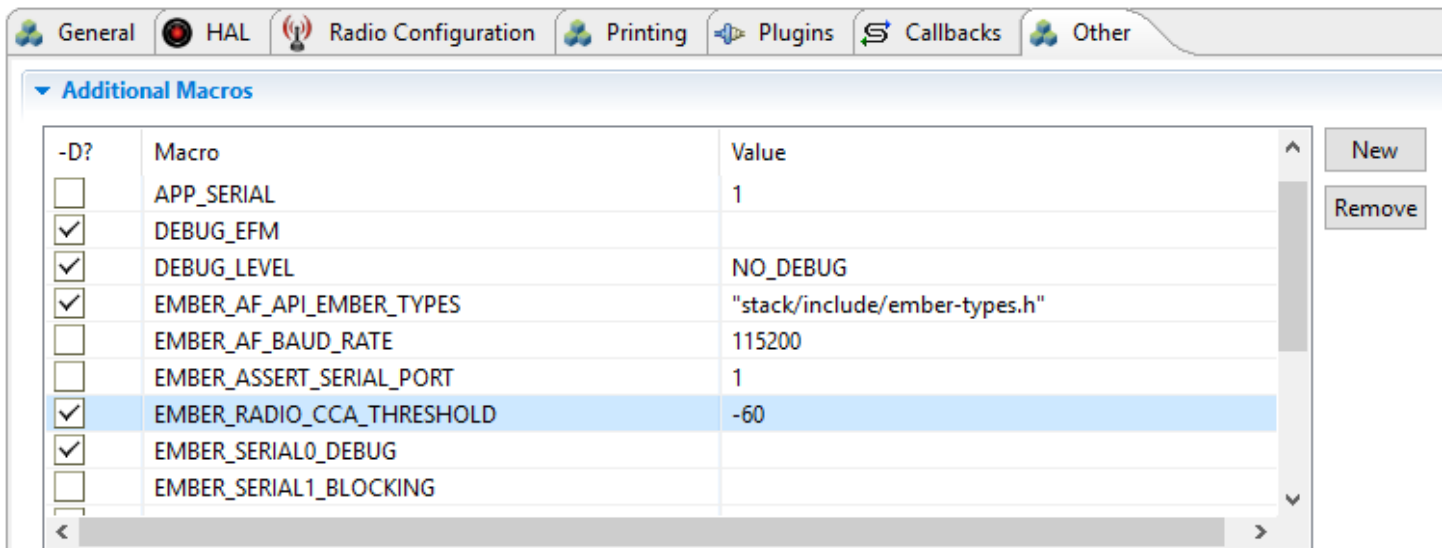 General HAL Radio Configuration Printing Plugins Callbacks Other
Additional Macros
-D? Macro Value New
APP_SERIAL 1 Remove
DEBUG_EFM
DEBUG_LEVEL NO_DEBUG
EMBER_AF_API_EMBER_TYPES "stack/include/ember-types.h"
EMBER_AF_BAUD_RATE 115200
EMBER_ASSERT_SERIAL_PORT 1
EMBER_RADIO_CCA_THRESHOLD -60
EMBER_SERIAL0_DEBUG
EMBER_SERIAL1_BLOCKING